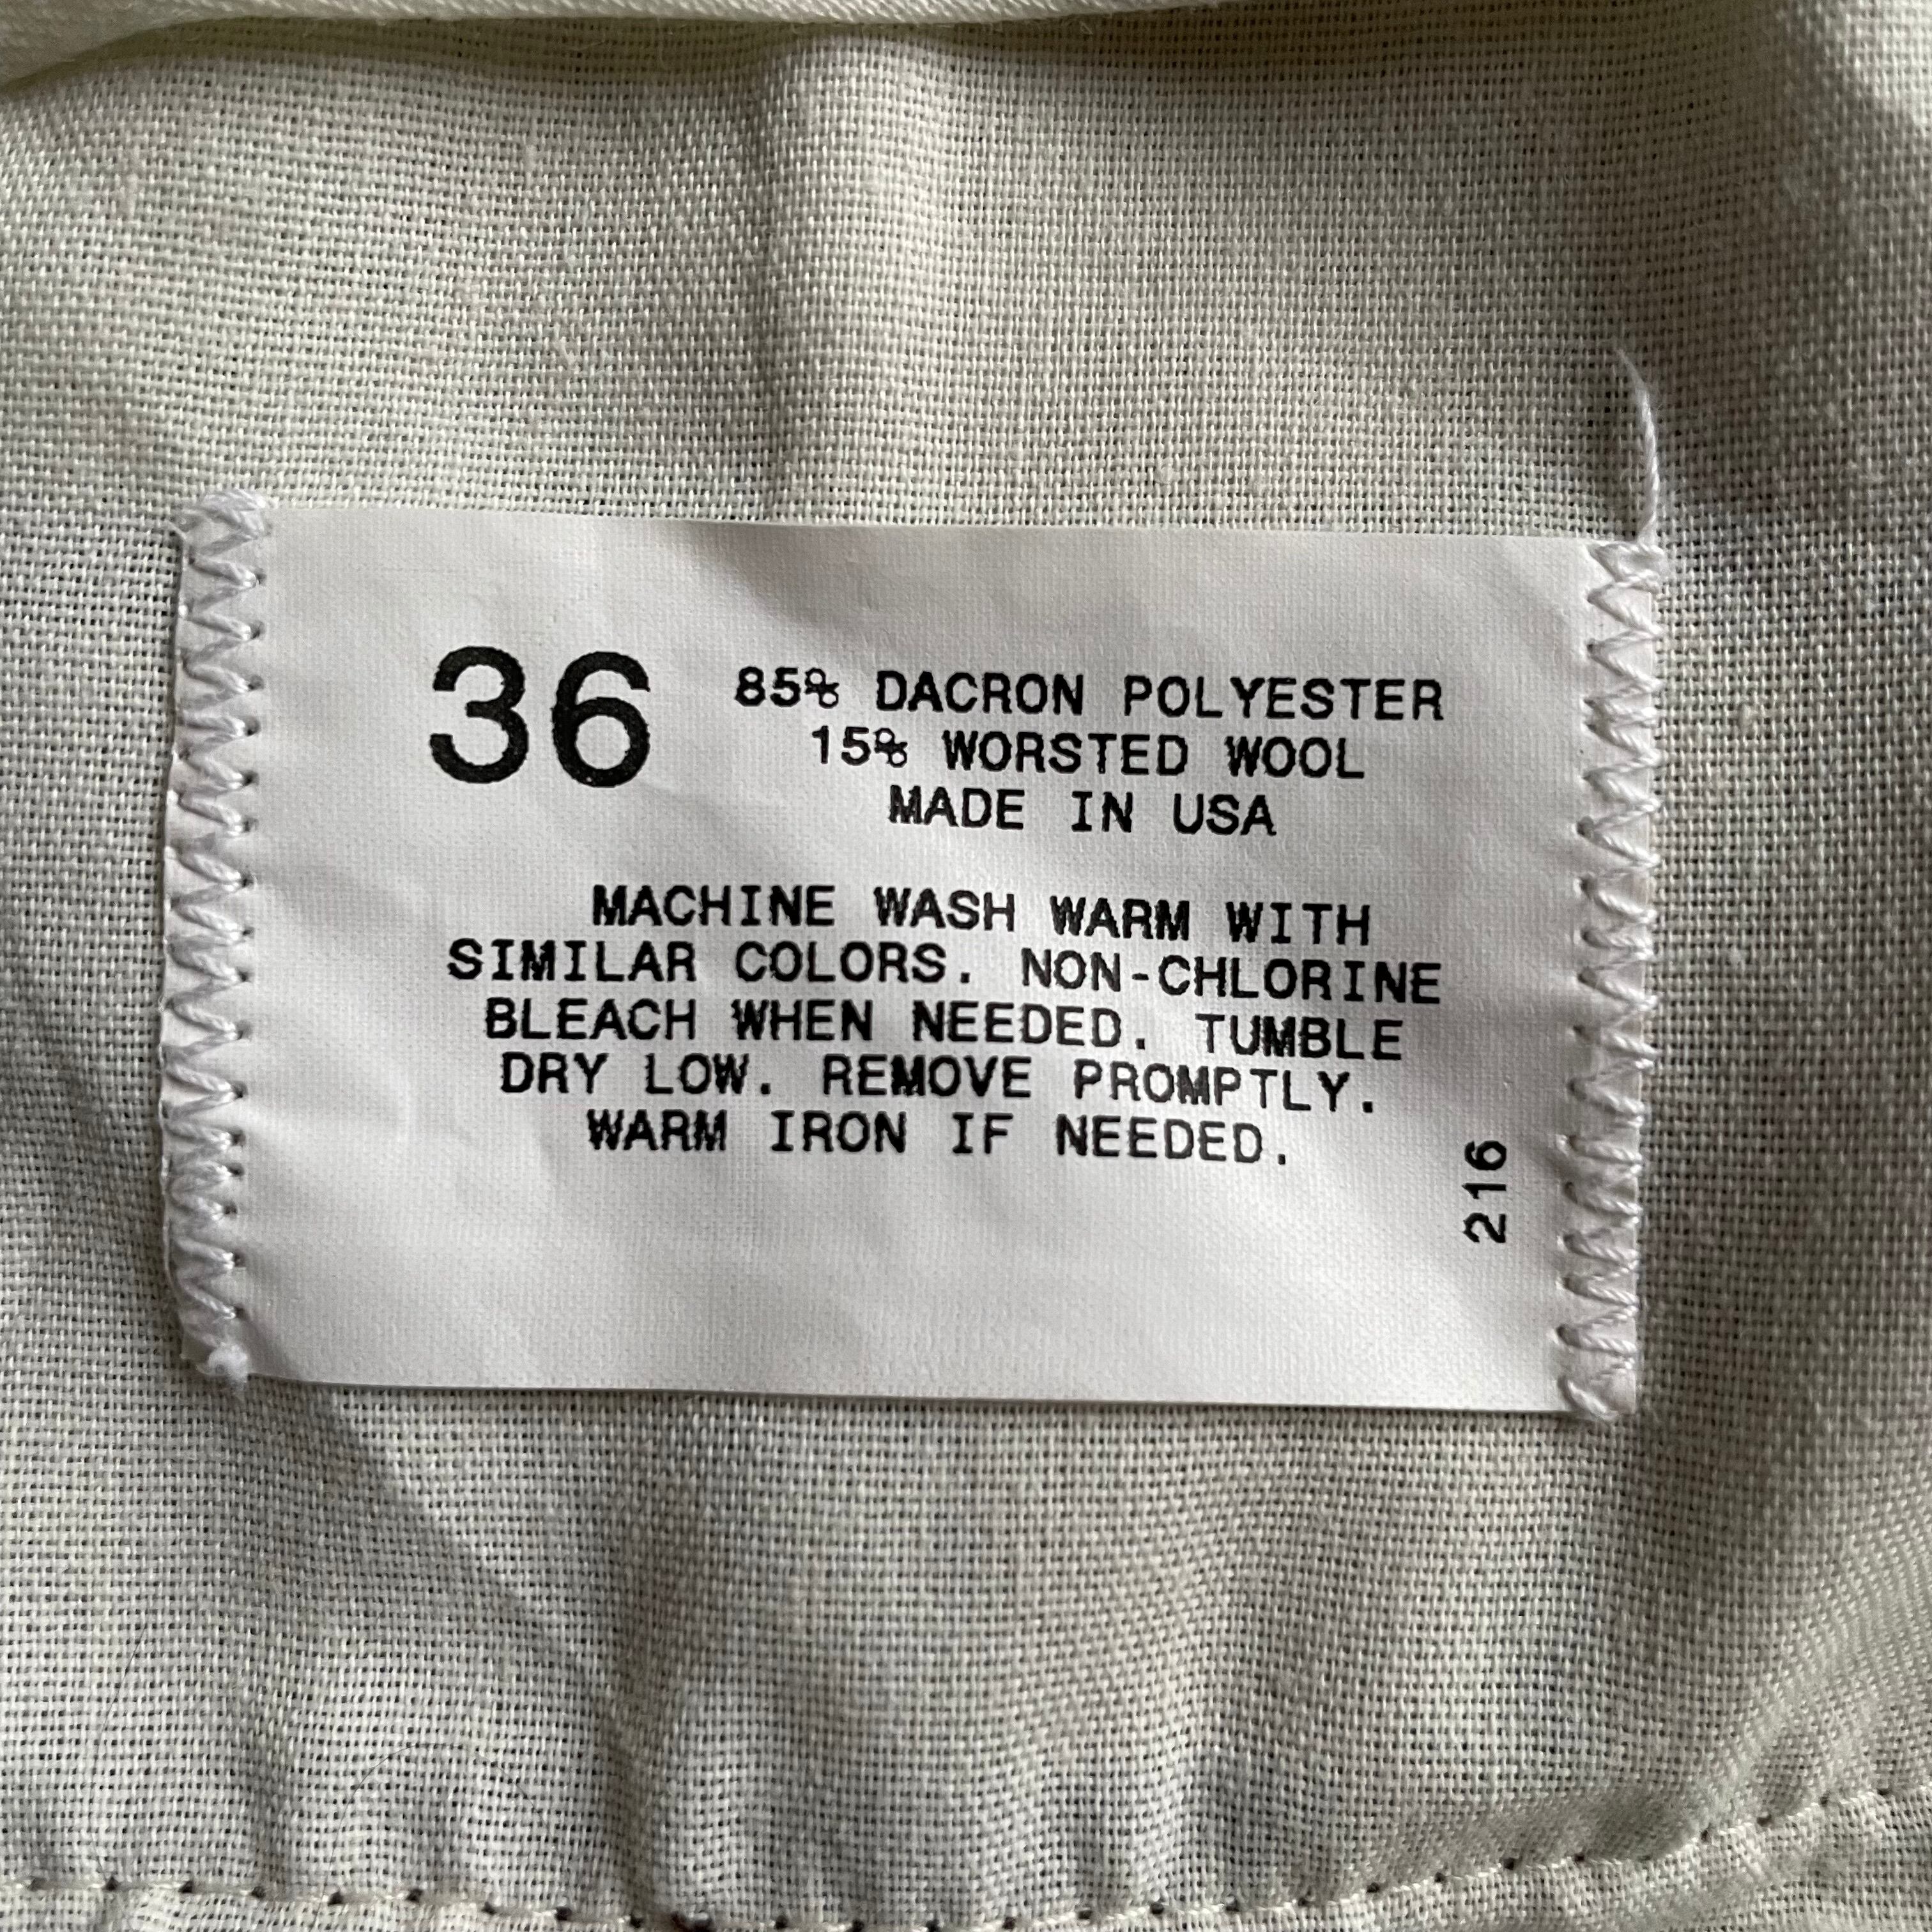 36
85% DACRON POLYESTER
15% WORSTED WOOL
MADE IN USA
MACHINE WASH WARM WITH
SIMILAR COLORS. NON-CHLORINE
BLEACH WHEN NEEDED. TUMBLE
DRY LOW. REMOVE PROMPTLY.
WARM IRON IF NEEDED.
216